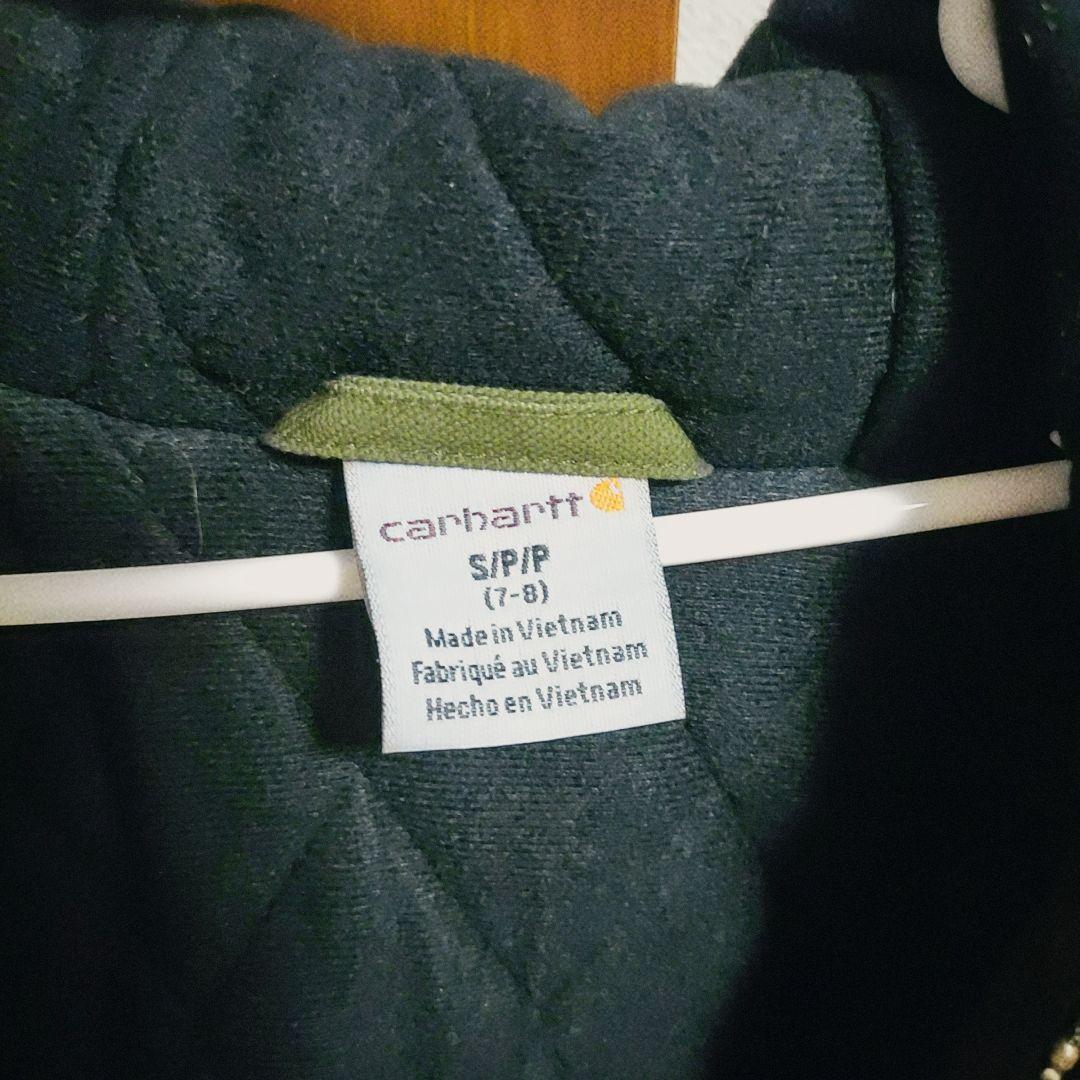 carhartt
S/P/P
(7-8)
Made in Vietnam
Fabriqué au Vietnam
Hecho en Vietnam